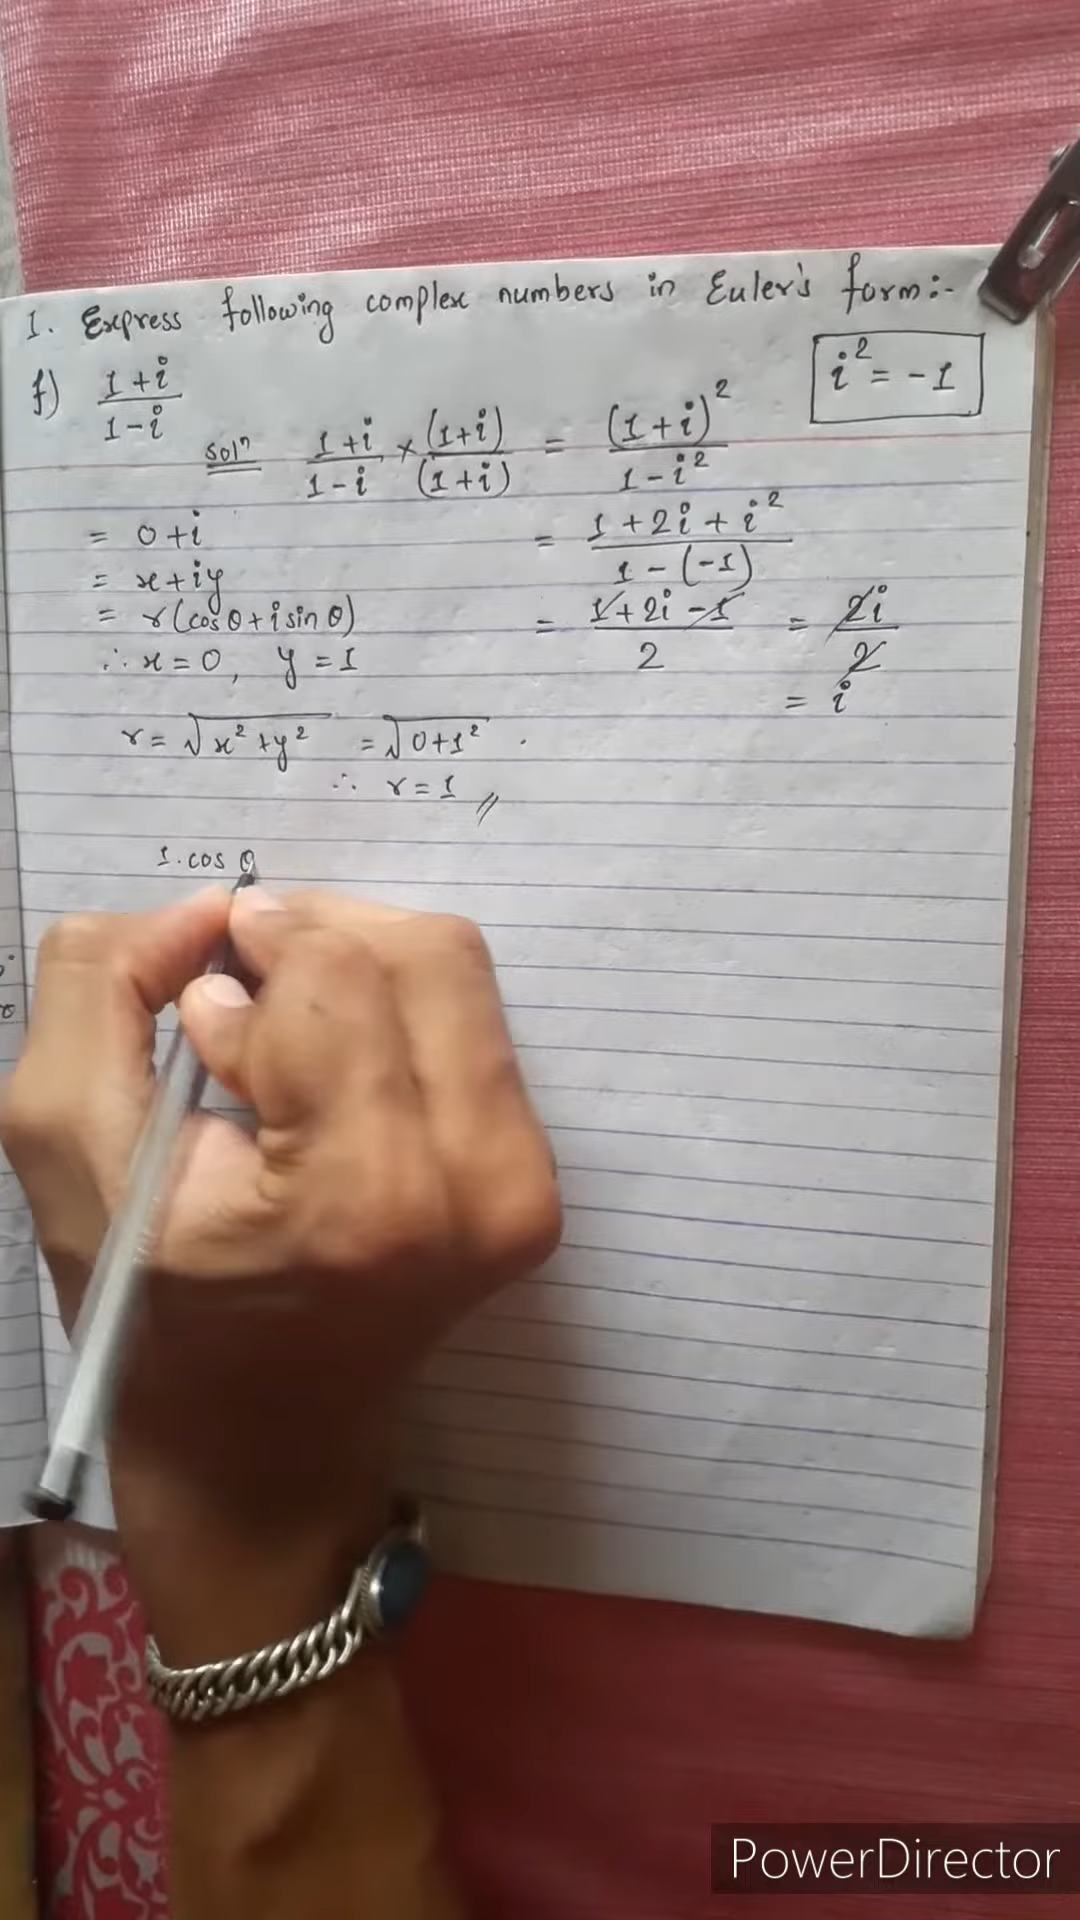 1. Express following complex numbers in Euler's form:-
f) (1+i)/(1-i)
i² = -1
solⁿ (1+i)/(1-i) × (1+i)/(1+i) = (1+i)²/(1-i²)
= (1+2i+i²)/(1-(-1))
= (1+2i-1)/2 = 2i/2
= i
= 0+i
= x+iy
= r(cosθ+i sin θ)
∴ x=0, y=1
r = √(x²+y²) = √(0+1²) .
∴ r=1 //
1.cos θ
PowerDirector